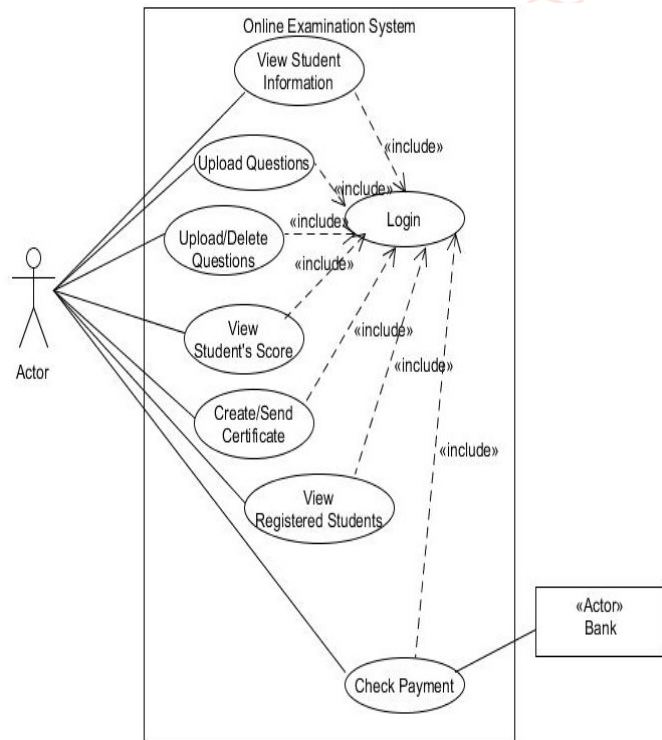 Online Examination System
View Student
Information
«include»
Upload Questions
«include»
Login
Upload/Delete
Questions
«include»
«include»
View
Student's Score
Actor
«include»
Create/Send
Certificate
«include»
«include»
View
Registered Students
«Actor»
Bank
Check Payment